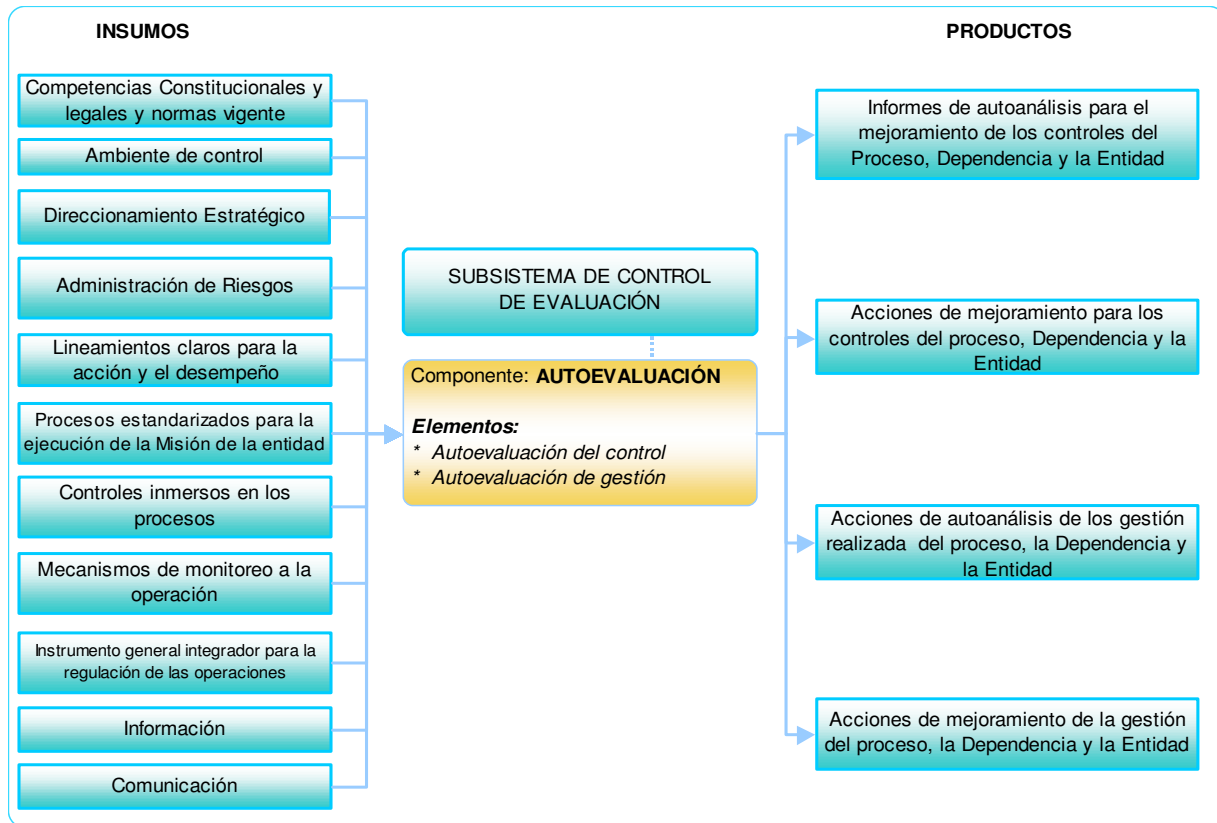 INSUMOS
Competencias Constitucionales y
legales y normas vigente
Ambiente de control
Direccionamiento Estratégico
Administración de Riesgos
Lineamientos claros para la
acción y el desempeño
Procesos estandarizados para la
ejecución de la Misión de la entidad
Controles inmersos en los
procesos
Mecanismos de monitoreo a la
operación
Instrumento general integrador para la
regulación de las operaciones
Información
Comunicación
SUBSISTEMA DE CONTROL
DE EVALUACIÓN
Componente: AUTOEVALUACIÓN
Elementos:
* Autoevaluación del control
* Autoevaluación de gestión
PRODUCTOS
Informes de autoanálisis para el
mejoramiento de los controles del
Proceso, Dependencia y la Entidad
Acciones de mejoramiento para los
controles del proceso, Dependencia y la
Entidad
Acciones de autoanálisis de los gestión
realizada del proceso, la Dependencia y
la Entidad
Acciones de mejoramiento de la gestión
del proceso, la Dependencia y la Entidad